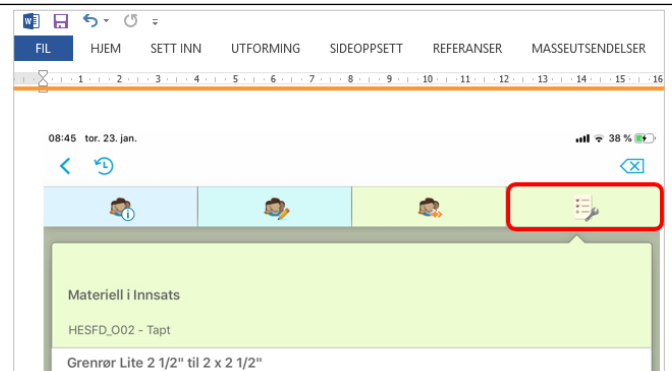 FIL HJEM SETT INN UTFORMING SIDEOPPSETT REFERANSER MASSEUTSENDELSER
1 2 3 4 5 6 7 8 9 10 11 12 13 14 15 16
08:45 tor. 23. jan. 38 %
Materiell i Innsats
HESFD_O02 - Tapt
Grenrør Lite 2 1/2" til 2 x 2 1/2"